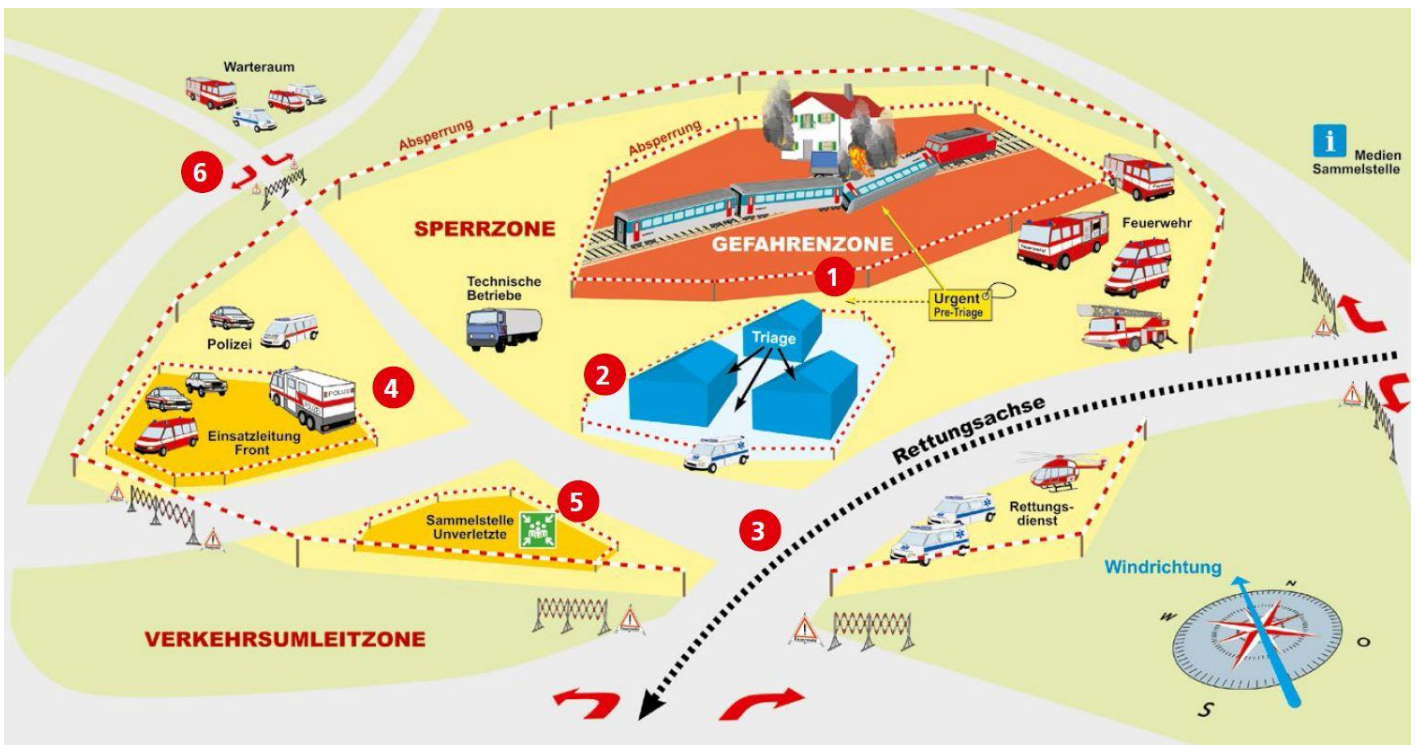 Warteraum
Absperrung
Absperrung
i
Medien
Sammelstelle
6
SPERRZONE
GEFAHRENZONE
Feuerwehr
1
Technische
Betriebe
Urgent
Pre-Triage
Polizei
Triage
2
4
POLIZEI
Einsatzleitung
Front
Rettungsachse
5
Sammelstelle
Unverletzte
3
Rettungs-
dienst
Windrichtung
N
W
O
S
VERKEHRSUMLEITZONE